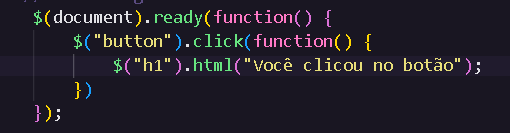 $(document).ready(function() {
$("button").click(function() {
$("h1").html("Você clicou no botão");
})
});